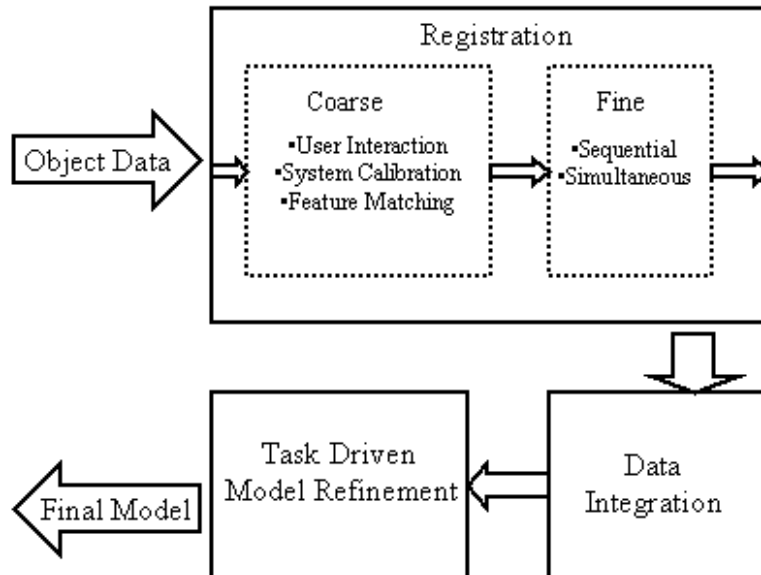 Registration
Object Data
Coarse
▪User Interaction
▪System Calibration
▪Feature Matching
Fine
▪Sequential
▪Simultaneous
Data
Integration
Task Driven
Model Refinement
Final Model